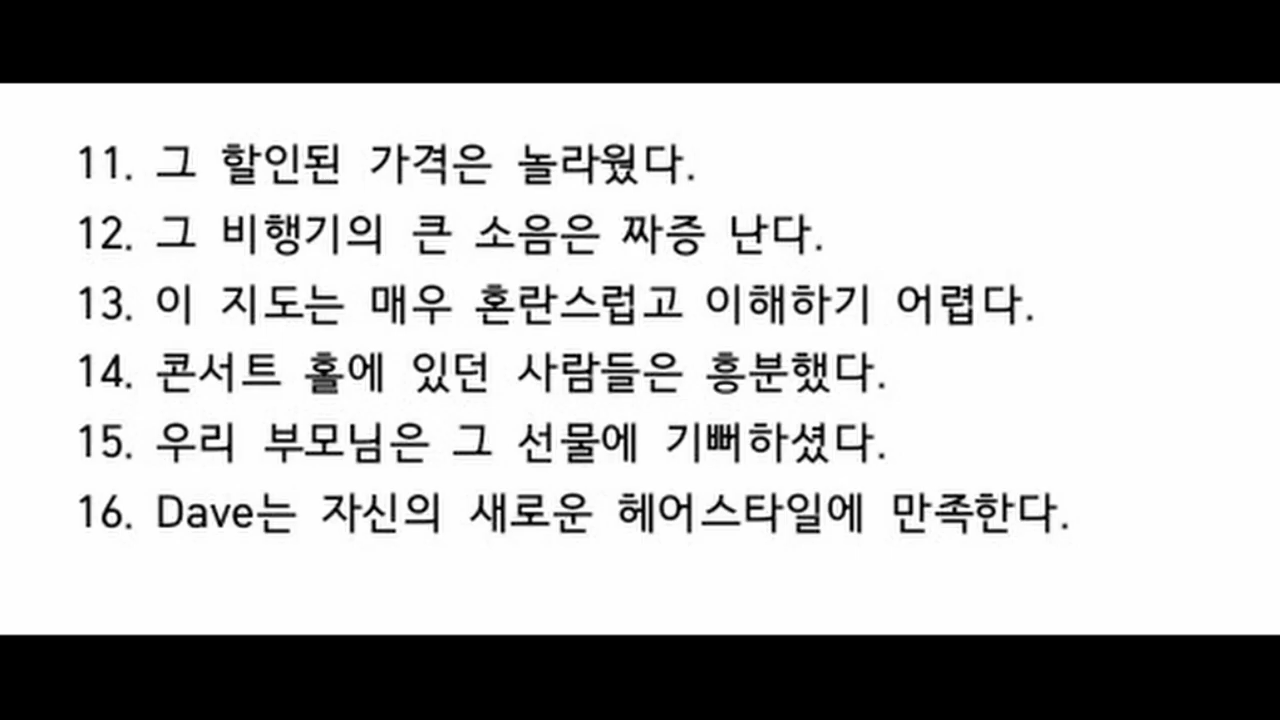 11. 그 할인된 가격은 놀라웠다.
12. 그 비행기의 큰 소음은 짜증 난다.
13. 이 지도는 매우 혼란스럽고 이해하기 어렵다.
14. 콘서트 홀에 있던 사람들은 흥분했다.
15. 우리 부모님은 그 선물에 기뻐하셨다.
16. Dave는 자신의 새로운 헤어스타일에 만족한다.